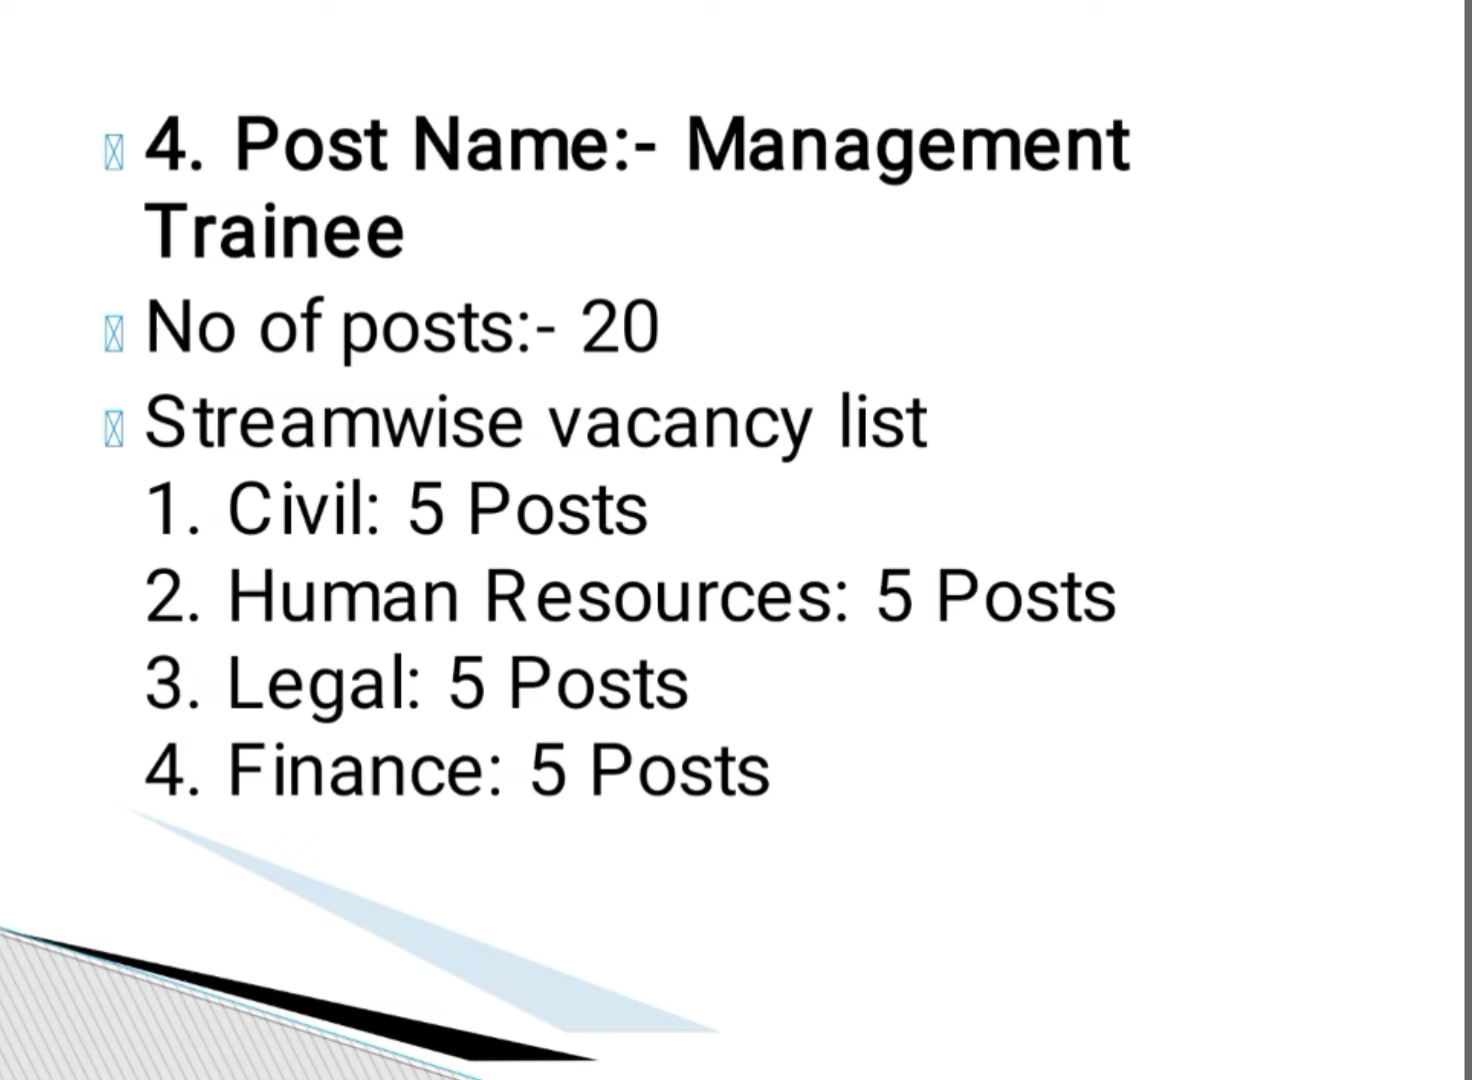 4. Post Name:- Management
Trainee
No of posts:- 20
Streamwise vacancy list
1. Civil: 5 Posts
2. Human Resources: 5 Posts
3. Legal: 5 Posts
4. Finance: 5 Posts